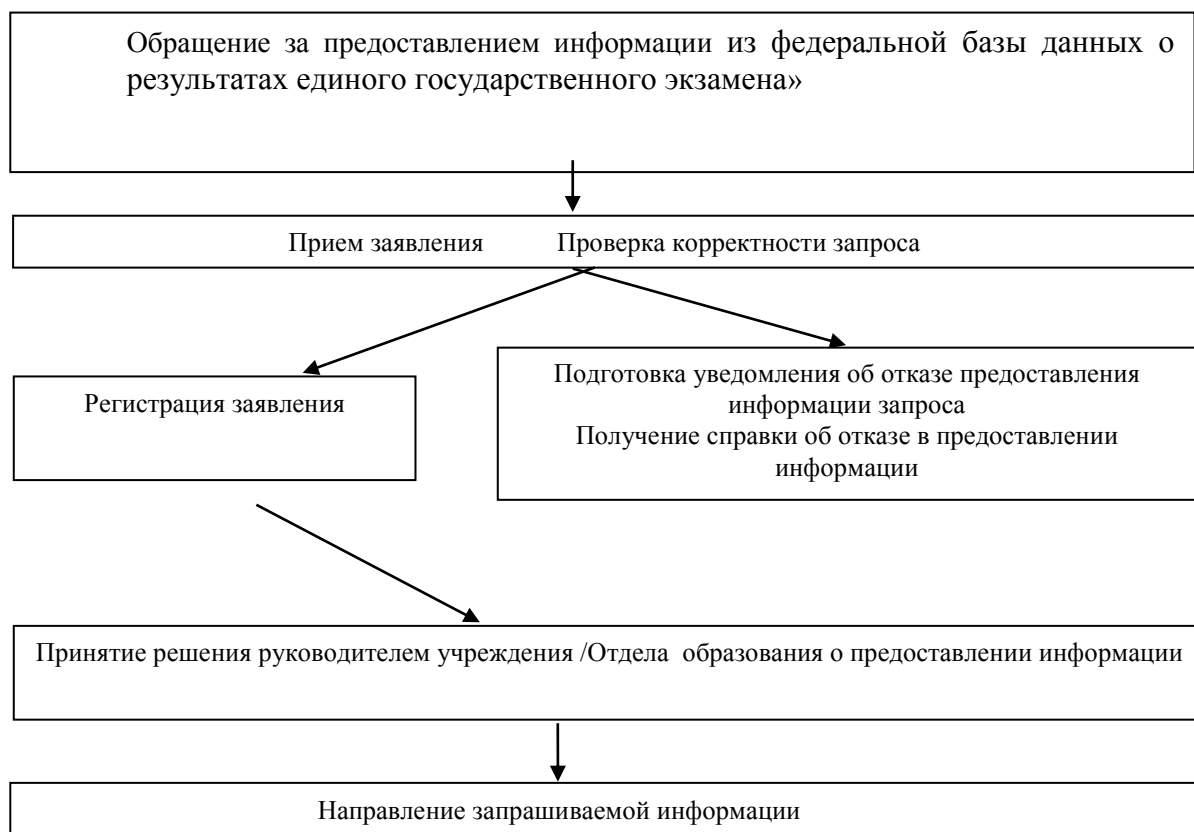 Обращение за предоставлением информации из федеральной базы данных о
результатах единого государственного экзамена»
Прием заявления Проверка корректности запроса
Регистрация заявления
Подготовка уведомления об отказе предоставления
информации запроса
Получение справки об отказе в предоставлении
информации
Принятие решения руководителем учреждения /Отдела образования о предоставлении информации
Направление запрашиваемой информации